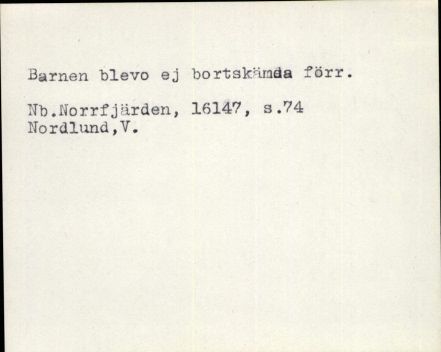 Barnen blevo ej bortskämda förr.
Nb.Norrfjärden, 16147, s.74
Nordlund,V.